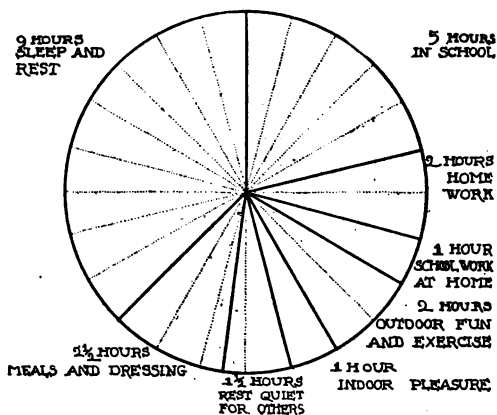 9 HOURS
SLEEP AND
REST
5 HOURS
IN SCHOOL
2 HOURS
HOME
WORK
1 HOUR
SCHOOL WORK
AT HOME
2 HOURS
OUTDOOR FUN
AND EXERCISE
1 HOUR
INDOOR PLEASURE
1½ HOURS
REST QUIET
FOR OTHERS
2½ HOURS
MEALS AND DRESSING